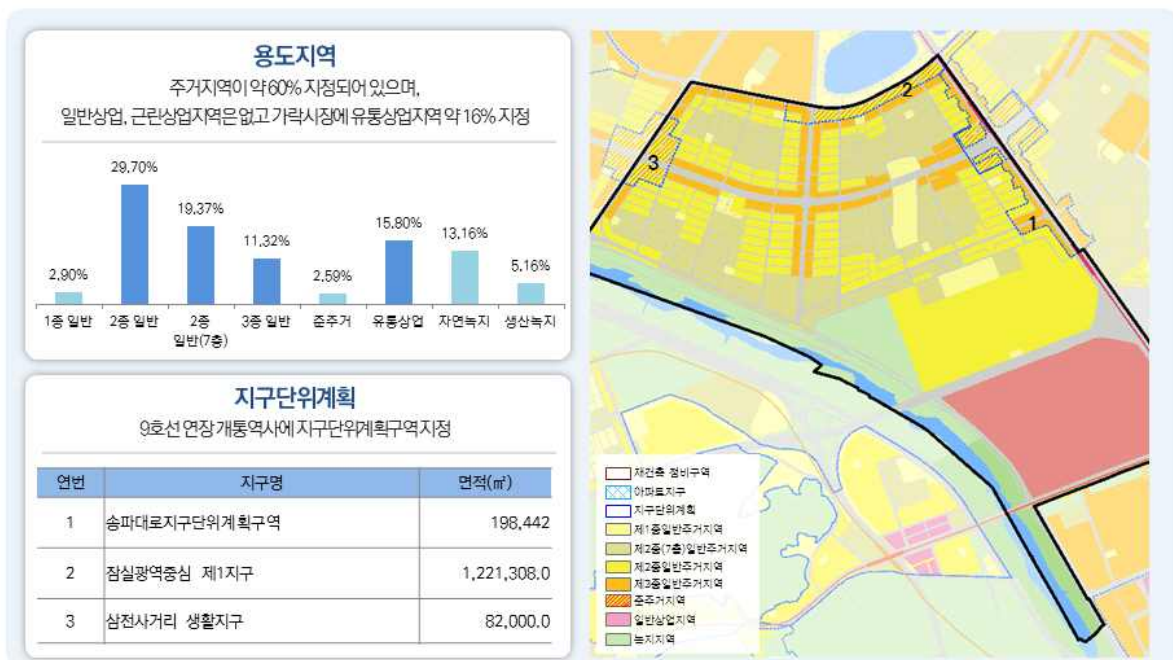 용도지역
주거지역이 약 60% 지정되어 있으며,
일반상업, 근린상업지역은 없고 가락시장에 유통상업지역 약 16% 지정
29.70%
19.37%
11.32%
2.90%
2.59%
15.80%
13.16%
5.16%
1종 일반
2종 일반
2종
일반(7층)
3종 일반
준주거
유통상업
자연녹지
생산녹지
지구단위계획
9호선 연장 개통역사에 지구단위계획구역 지정
연번 지구명 면적(㎡)
1 송파대로지구단위계획구역 198,442
2 잠실광역중심 제1지구 1,221,308.0
3 삼전사거리 생활지구 82,000.0
2
3
1
재건축 정비구역
아파트지구
지구단위계획
제1종일반주거지역
제2종(7층)일반주거지역
제2종일반주거지역
제3종일반주거지역
준주거지역
일반상업지역
녹지지역